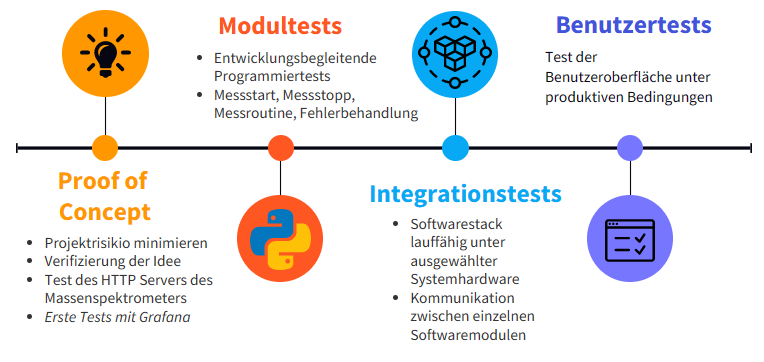 Modultests
• Entwicklungsbegleitende
Programmiertests
• Messstart, Messstopp,
Messroutine, Fehlerbehandlung
Benutzertests
Test der
Benutzeroberfläche unter
produktiven Bedingungen
Proof of
Concept
• Projektrisikio minimieren
• Verifizierung der Idee
• Test des HTTP Servers des
Massenspektrometers
• Erste Tests mit Grafana
Integrationstests
• Softwarestack
lauffähig unter
ausgewählter
Systemhardware
• Kommunikation
zwischen einzelnen
Softwaremodulen